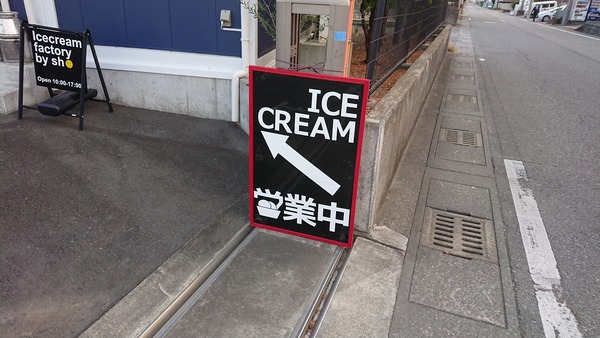 Icecream
factory
by sh
Open 10:00-17:00
ICE
CREAM
営業中